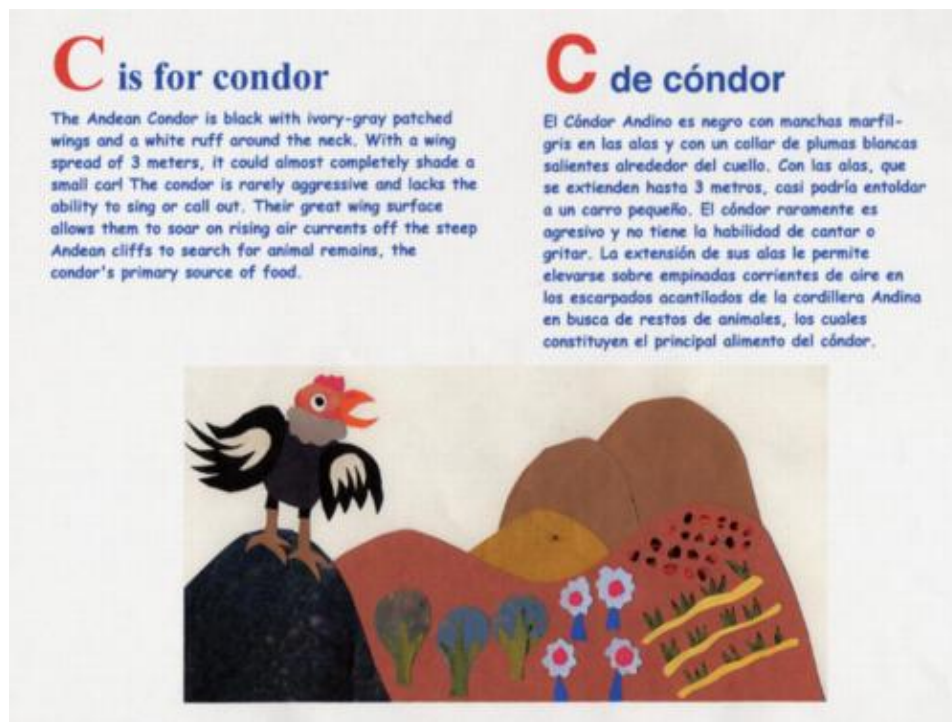 C is for condor
The Andean Condor is black with ivory-gray patched
wings and a white ruff around the neck. With a wing
spread of 3 meters, it could almost completely shade a
small car! The condor is rarely aggressive and lacks the
ability to sing or call out. Their great wing surface
allows them to soar on rising air currents off the steep
Andean cliffs to search for animal remains, the
condor's primary source of food.
C de cóndor
El Cóndor Andino es negro con manchas marfil-
gris en las alas y con un collar de plumas blancas
salientes alrededor del cuello. Con las alas, que
se extienden hasta 3 metros, casi podría entoldar
a un carro pequeño. El cóndor raramente es
agresivo y no tiene la habilidad de cantar o
gritar. La extensión de sus alas le permite
elevarse sobre empinadas corrientes de aire en
los escarpados acantilados de la cordillera Andina
en busca de restos de animales, los cuales
constituyen el principal alimento del cóndor.